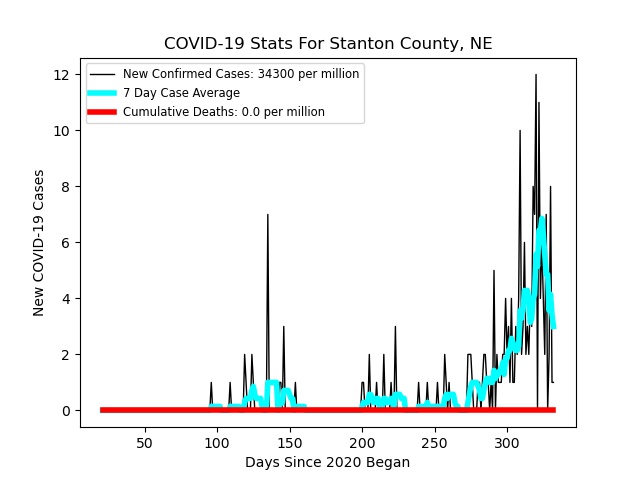 COVID-19 Stats For Stanton County, NE
New Confirmed Cases: 34300 per million
7 Day Case Average
Cumulative Deaths: 0.0 per million
12
10
8
6
4
2
0
New COVID-19 Cases
50 100 150 200 250 300
Days Since 2020 Began